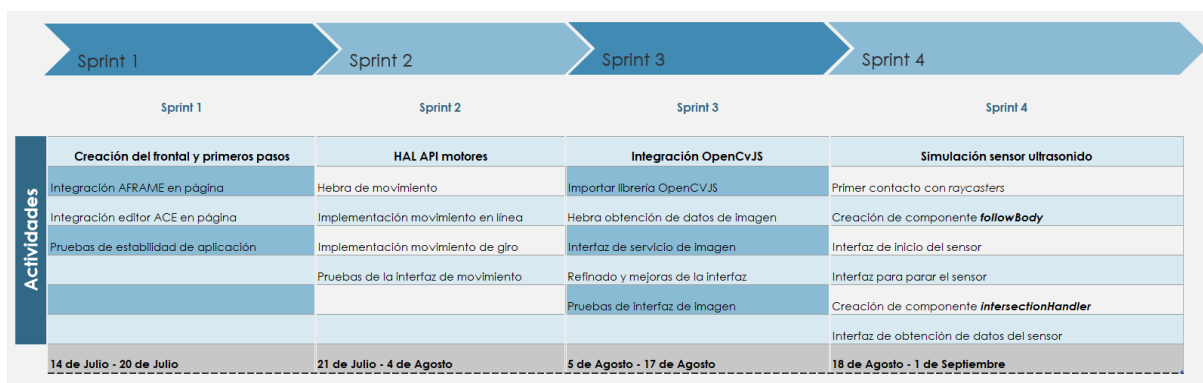 Sprint 1
Sprint 2
Sprint 3
Sprint 4
Sprint 1
Sprint 2
Sprint 3
Sprint 4
Actividades
Creación del frontal y primeros pasos
HAL API motores
Integración OpenCvJS
Simulación sensor ultrasonido
Integración AFRAME en página
Hebra de movimiento
Importar librería OpenCVJS
Primer contacto con raycasters
Integración editor ACE en página
Implementación movimiento en línea
Hebra obtención de datos de imagen
Creación de componente followBody
Pruebas de estabilidad de aplicación
Implementación movimiento de giro
Interfaz de servicio de imagen
Interfaz de inicio del sensor
Pruebas de la interfaz de movimiento
Refinado y mejoras de la interfaz
Interfaz para parar el sensor
Pruebas de interfaz de imagen
Creación de componente intersectionHandler
Interfaz de obtención de datos del sensor
14 de Julio - 20 de Julio
21 de Julio - 4 de Agosto
5 de Agosto - 17 de Agosto
18 de Agosto - 1 de Septiembre